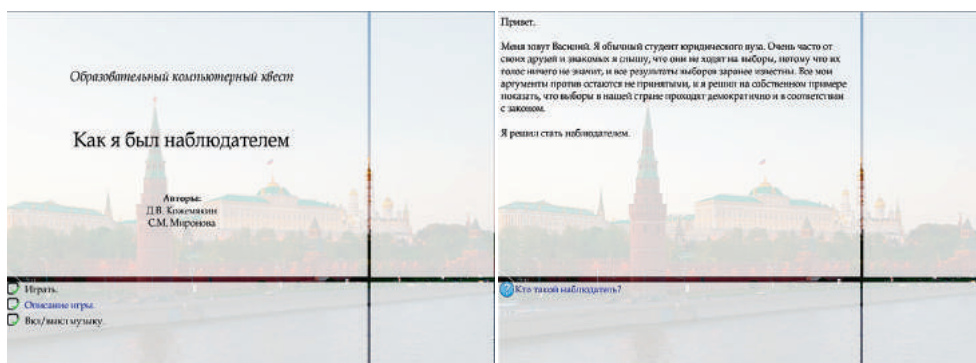 Образовательный компьютерный квест
Как я был наблюдателем
Авторы:
Д.В. Кожемякин
С.М. Миронова
Играть.
Описание игры.
Вкл/выкл музыку.
Привет.
Меня зовут Василий. Я обычный студент юридического вуза. Очень часто от
своих друзей и знакомых я слышу, что они не ходят на выборы, потому что их
голос ничего не значит, и все результаты выборов заранее известны. Все мои
аргументы против остаются не принятыми, и я решил на собственном примере
показать, что выборы в нашей стране проходят демократично и в соответствии
с законом.
Я решил стать наблюдателем.
Кто такой наблюдатель?